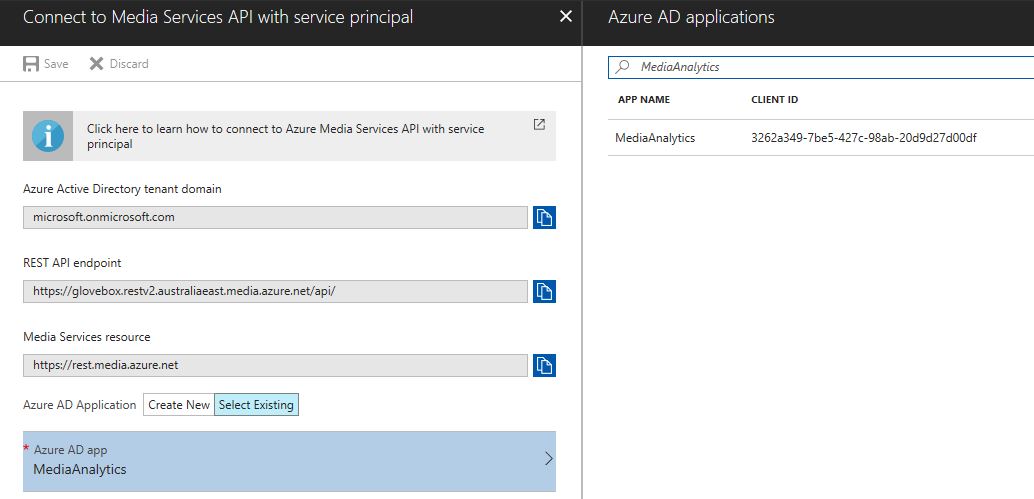 Connect to Media Services API with service principal
Save
Discard
Click here to learn how to connect to Azure Media Services API with service
principal
Azure Active Directory tenant domain
microsoft.onmicrosoft.com
REST API endpoint
https://glovebox.restv2.australiaeast.media.azure.net/api/
Media Services resource
https://rest.media.azure.net
Azure AD Application Create New Select Existing
* Azure AD app
MediaAnalytics
Azure AD applications
MediaAnalytics
APP NAME CLIENT ID
MediaAnalytics 3262a349-7be5-427c-98ab-20d9d27d00df